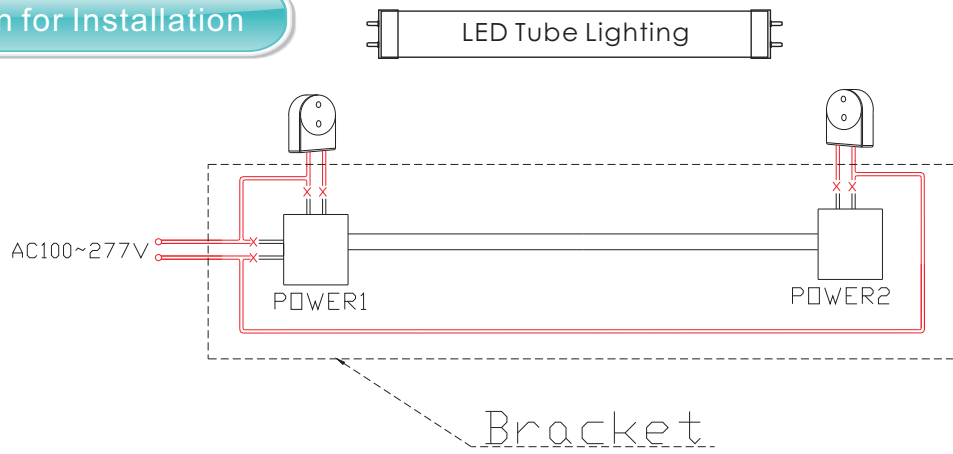 for Installation
LED Tube Lighting
AC100~277V
POWER1
POWER2
Bracket